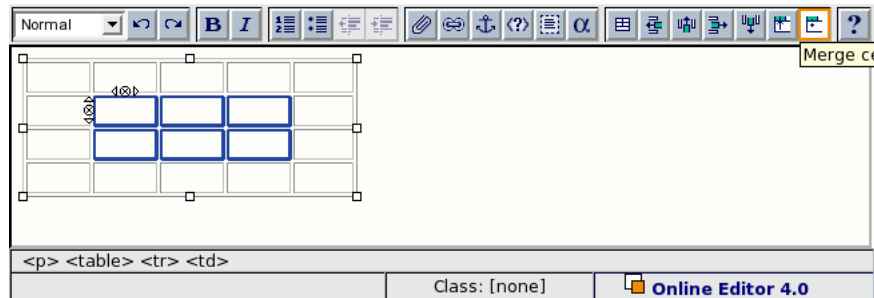 Normal B I α ?
Merge ce
<p> <table> <tr> <td>
Class: [none] Online Editor 4.0